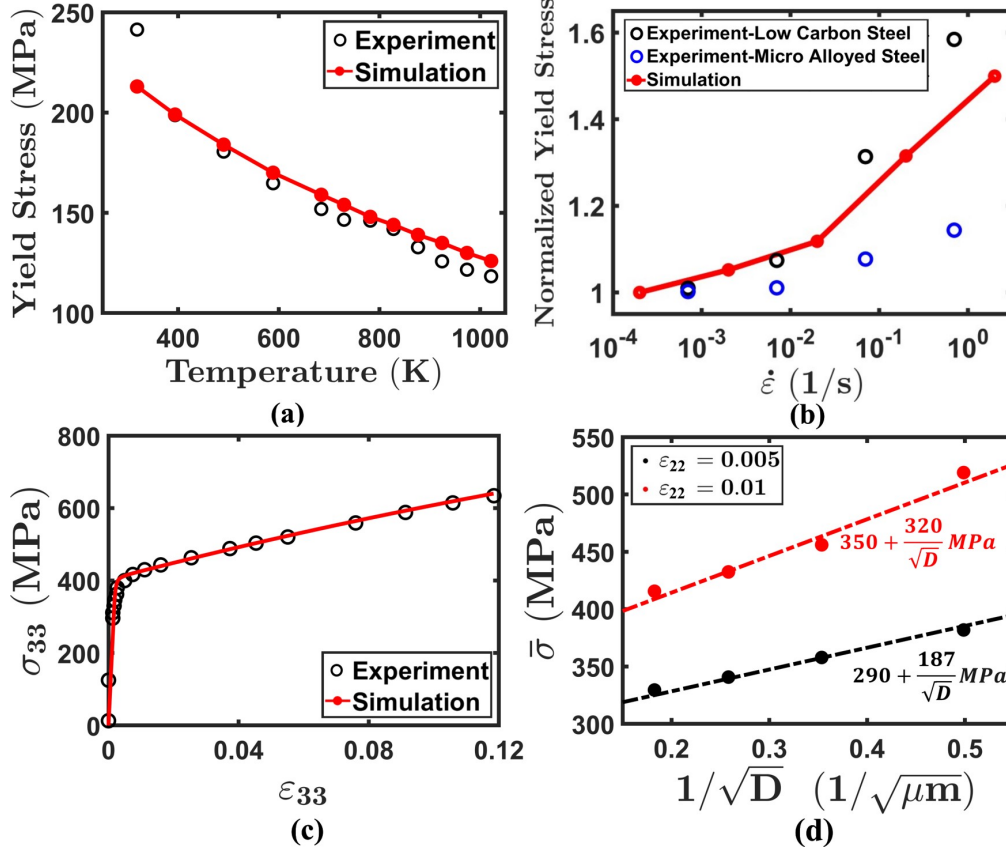 250
200
150
100
Yield Stress (MPa)
Experiment
Simulation
400 600 800 1000
Temperature (K)
(a)
1.6
1.4
1.2
1
Normalized Yield Stress
Experiment-Low Carbon Steel
Experiment-Micro Alloyed Steel
Simulation
10⁻⁴ 10⁻³ 10⁻² 10⁻¹ 10⁰
ε̇ (1/s)
(b)
800
600
400
200
0
σ₃₃ (MPa)
Experiment
Simulation
0 0.04 0.08 0.12
ε₃₃
(c)
550
500
450
400
350
300
σ̄ (MPa)
ε₂₂ = 0.005
ε₂₂ = 0.01
350 + 320/√D MPa
290 + 187/√D MPa
0.2 0.3 0.4 0.5
1/√D (1/√μm)
(d)